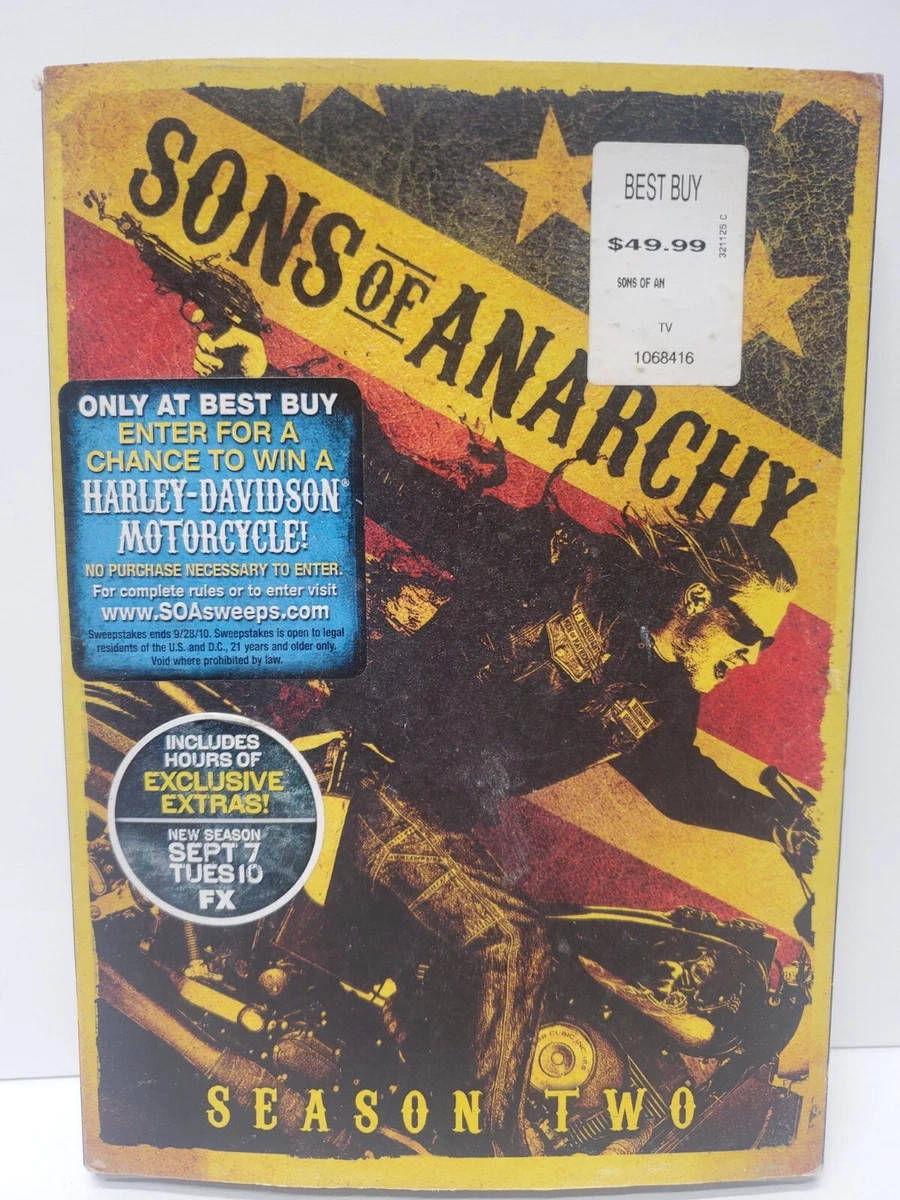 SONS OF ANARCHY
BEST BUY
$49.99
321125 C
SONS OF AN
TV
1068416
ONLY AT BEST BUY
ENTER FOR A
CHANCE TO WIN A
HARLEY-DAVIDSON®
MOTORCYCLE!
NO PURCHASE NECESSARY TO ENTER.
For complete rules or to enter visit
www.SOAsweeps.com
Sweepstakes ends 9/28/10. Sweepstakes is open to legal
residents of the U.S. and D.C., 21 years and older only.
Void where prohibited by law.
INCLUDES
HOURS OF
EXCLUSIVE
EXTRAS!
NEW SEASON
SEPT 7
TUES 10
FX
CUBIC INCHES
SEASON TWO